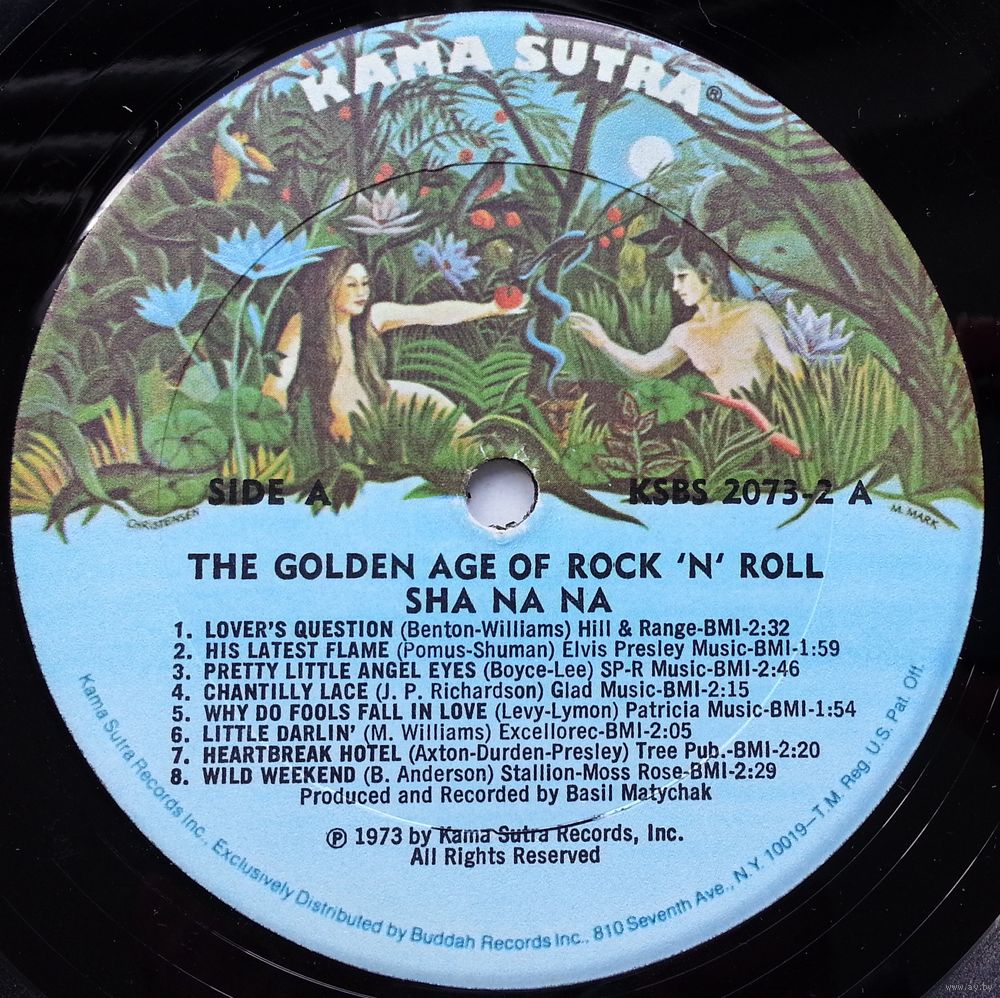 KAMA SUTRA®
SIDE A
KSBS 2073-2 A
CHRISTENSEN
M. MARK
THE GOLDEN AGE OF ROCK 'N' ROLL
SHA NA NA
1. LOVER'S QUESTION (Benton-Williams) Hill & Range-BMI-2:32
2. HIS LATEST FLAME (Pomus-Shuman) Elvis Presley Music-BMI-1:59
3. PRETTY LITTLE ANGEL EYES (Boyce-Lee) SP-R Music-BMI-2:46
4. CHANTILLY LACE (J. P. Richardson) Glad Music-BMI-2:15
5. WHY DO FOOLS FALL IN LOVE (Levy-Lymon) Patricia Music-BMI-1:54
6. LITTLE DARLIN' (M. Williams) Excellorec-BMI-2:05
7. HEARTBREAK HOTEL (Axton-Durden-Presley) Tree Pub.-BMI-2:20
8. WILD WEEKEND (B. Anderson) Stallion-Moss Rose-BMI-2:29
Produced and Recorded by Basil Matychak
℗ 1973 by Kama Sutra Records, Inc.
All Rights Reserved
Kama Sutra Records Inc., Exclusively Distributed by Buddah Records Inc., 810 Seventh Ave., N.Y. 10019—T.M. Reg. U.S. Pat. Off.
www.ay.by